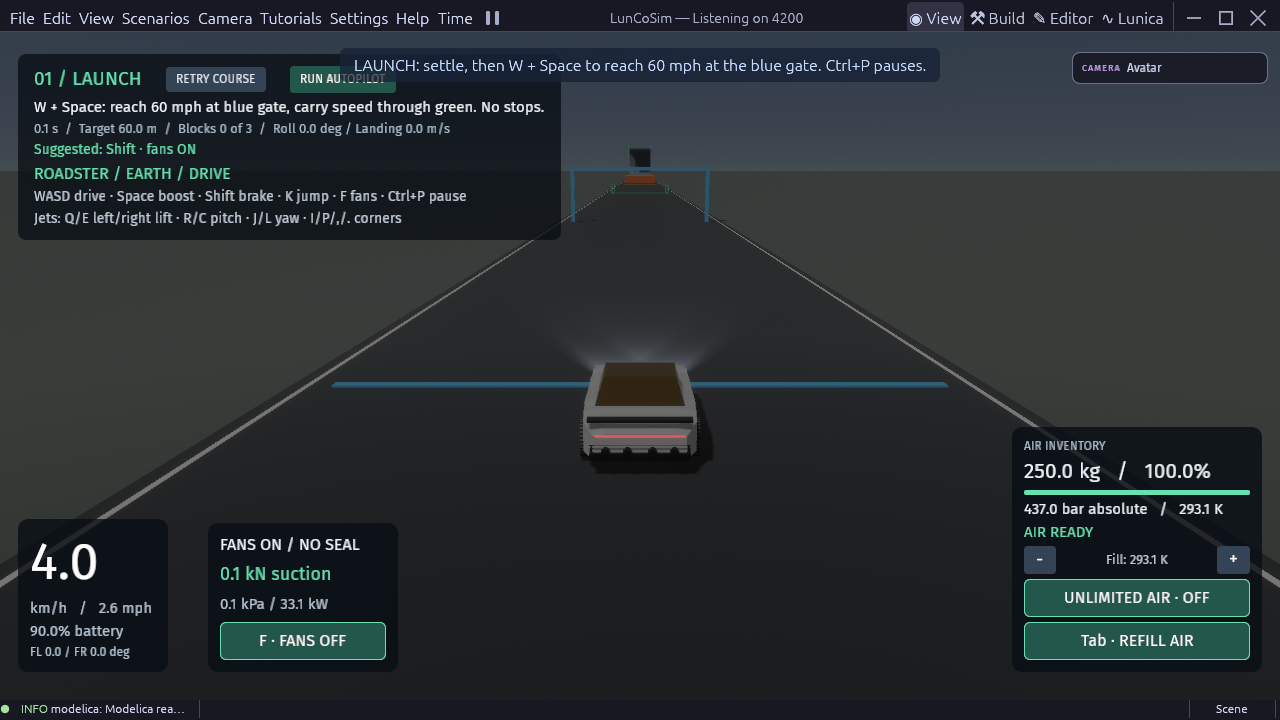 File Edit View Scenarios Camera Tutorials Settings Help Time
LunCoSim — Listening on 4200
View Build Editor Lunica
LAUNCH: settle, then W + Space to reach 60 mph at the blue gate. Ctrl+P pauses.
01 / LAUNCH
RETRY COURSE
RUN AUTOPILOT
W + Space: reach 60 mph at blue gate, carry speed through green. No stops.
0.1 s / Target 60.0 m / Blocks 0 of 3 / Roll 0.0 deg / Landing 0.0 m/s
Suggested: Shift · fans ON
ROADSTER / EARTH / DRIVE
WASD drive · Space boost · Shift brake · K jump · F fans · Ctrl+P pause
Jets: Q/E left/right lift · R/C pitch · J/L yaw · I/P/,/. corners
CAMERA Avatar
4.0
km/h / 2.6 mph
90.0% battery
FL 0.0 / FR 0.0 deg
FANS ON / NO SEAL
0.1 kN suction
0.1 kPa / 33.1 kW
F · FANS OFF
AIR INVENTORY
250.0 kg / 100.0%
437.0 bar absolute / 293.1 K
AIR READY
- Fill: 293.1 K +
UNLIMITED AIR · OFF
Tab · REFILL AIR
INFO modelica: Modelica rea...
Scene